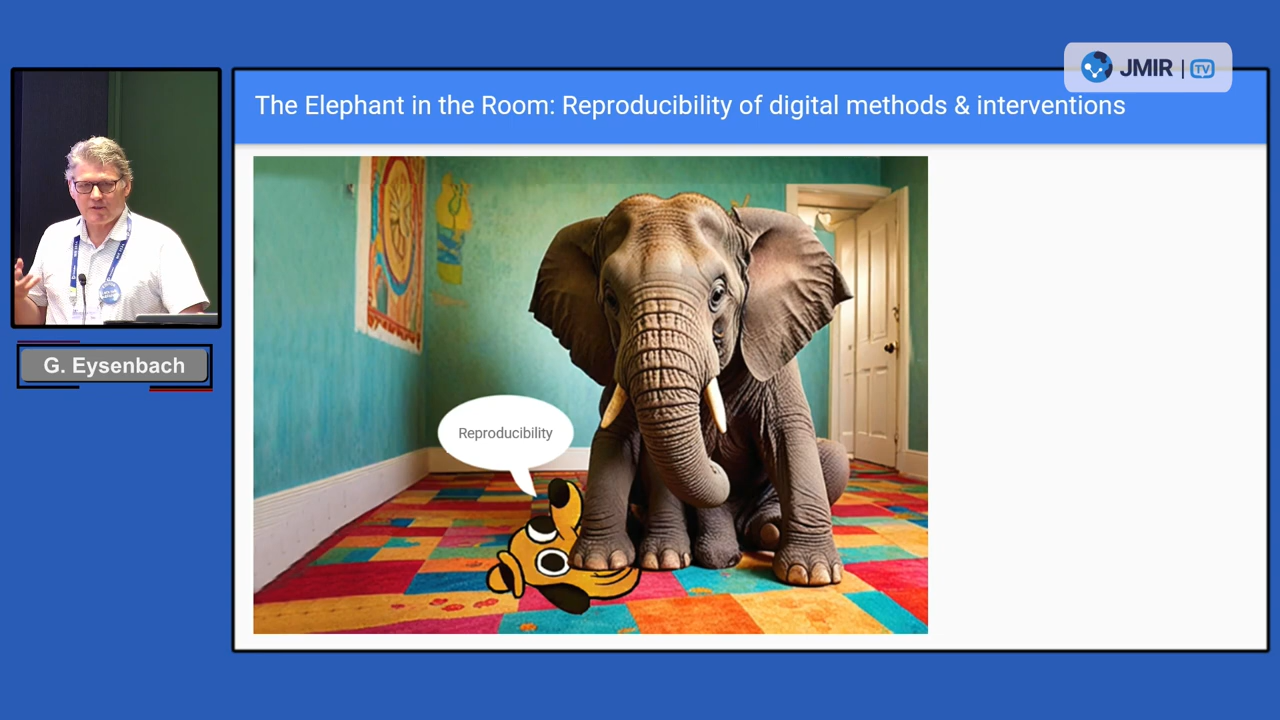 JMIR | TV
The Elephant in the Room: Reproducibility of digital methods & interventions
G. Eysenbach
Reproducibility